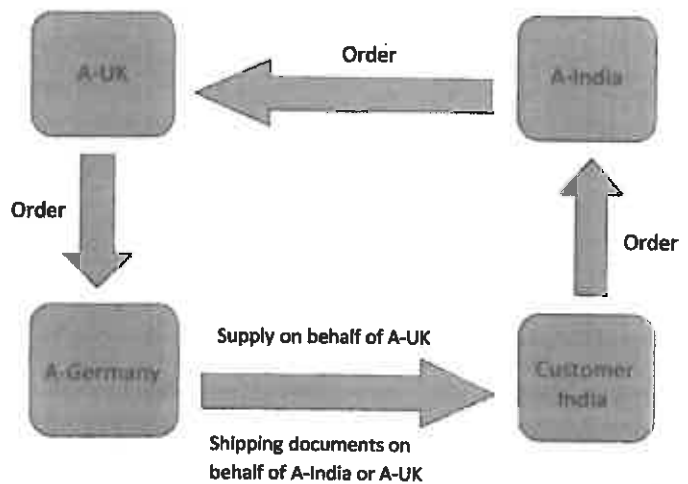 Order
A-UK
A-India
Order
Order
Supply on behalf of A-UK
A-Germany
Customer
India
Shipping documents on
behalf of A-India or A-UK